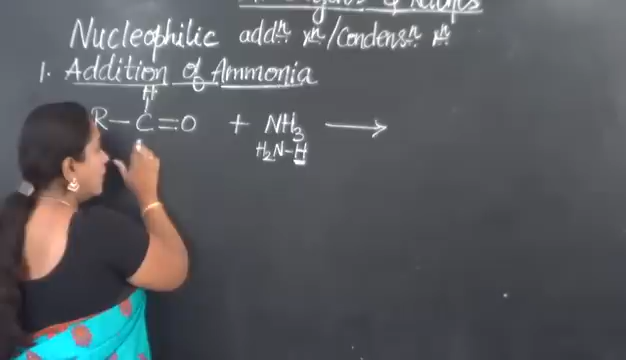 Nucleophilic addn. xn/Condensn. xn.
1. Addition of Ammonia
H
R-C=O + NH3 →
H2N-H